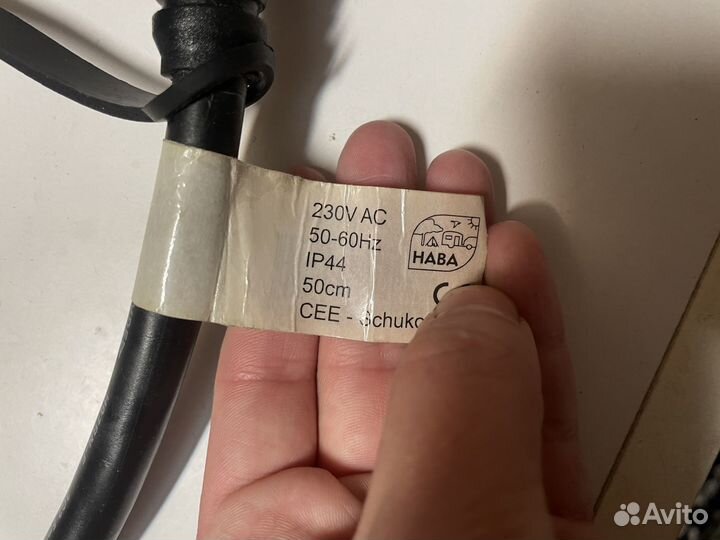 230V AC
50-60Hz
IP44
50cm
CEE - Schuko
HABA
Avito